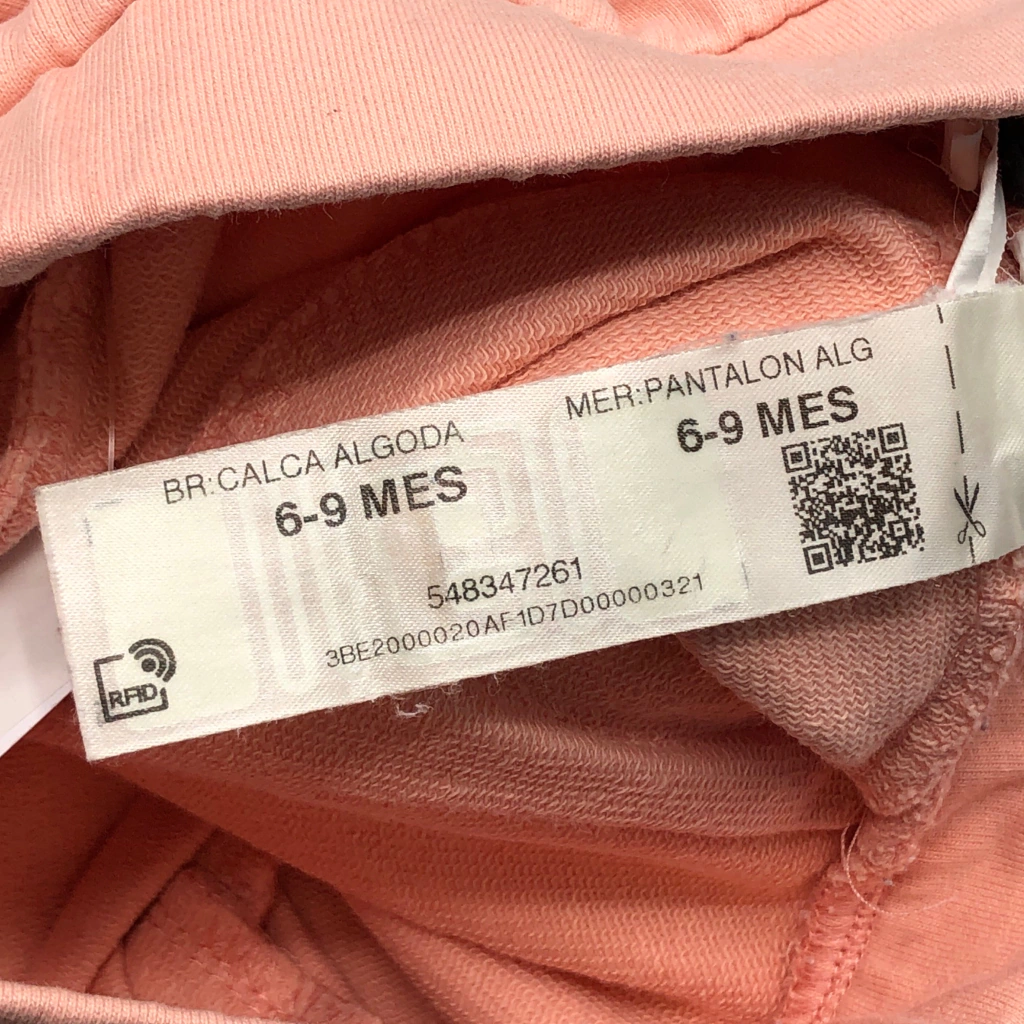 BR:CALCA ALGODA
6-9 MES
MER:PANTALON ALG
6-9 MES
548347261
3BE2000020AF1D7D00000321
RFID